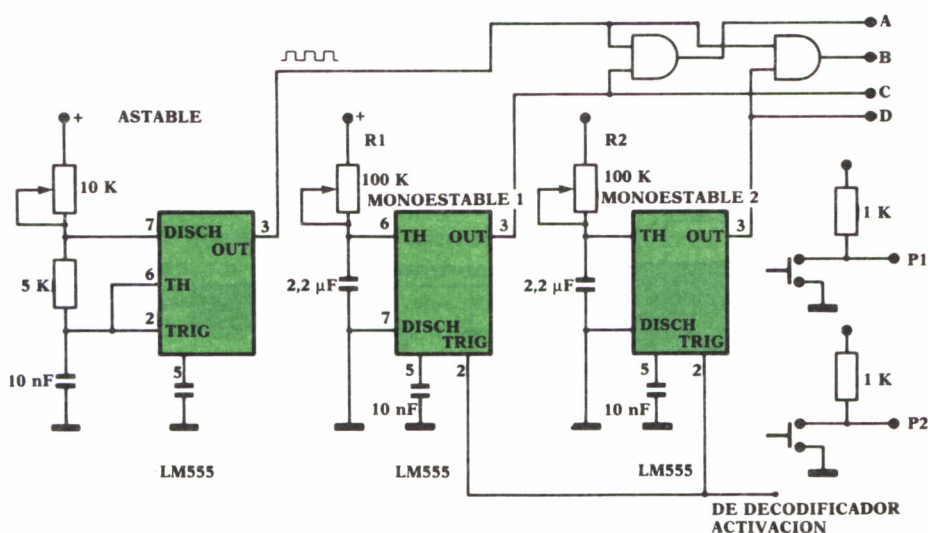 A
B
C
D
ASTABLE
+
10 K
7
DISCH
3
OUT
5 K
6
TH
2
TRIG
10 nF
5
LM555
+
R1
100 K
MONOESTABLE 1
6
TH
OUT
3
2,2 µF
7
DISCH
TRIG
5
2
10 nF
LM555
R2
100 K
MONOESTABLE 2
TH
OUT
3
2,2 µF
DISCH
TRIG
5
2
10 nF
LM555
1 K
P1
1 K
P2
DE DECODIFICADOR
ACTIVACION